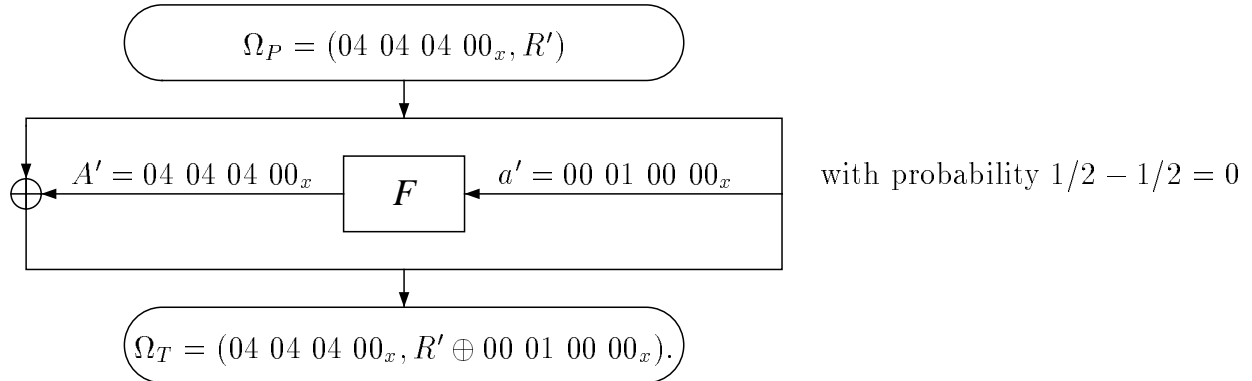 Ω_P = (04 04 04 00_x, R′)
A′ = 04 04 04 00_x
F
a′ = 00 01 00 00_x
with probability 1/2 − 1/2 = 0
Ω_T = (04 04 04 00_x, R′ ⊕ 00 01 00 00_x).